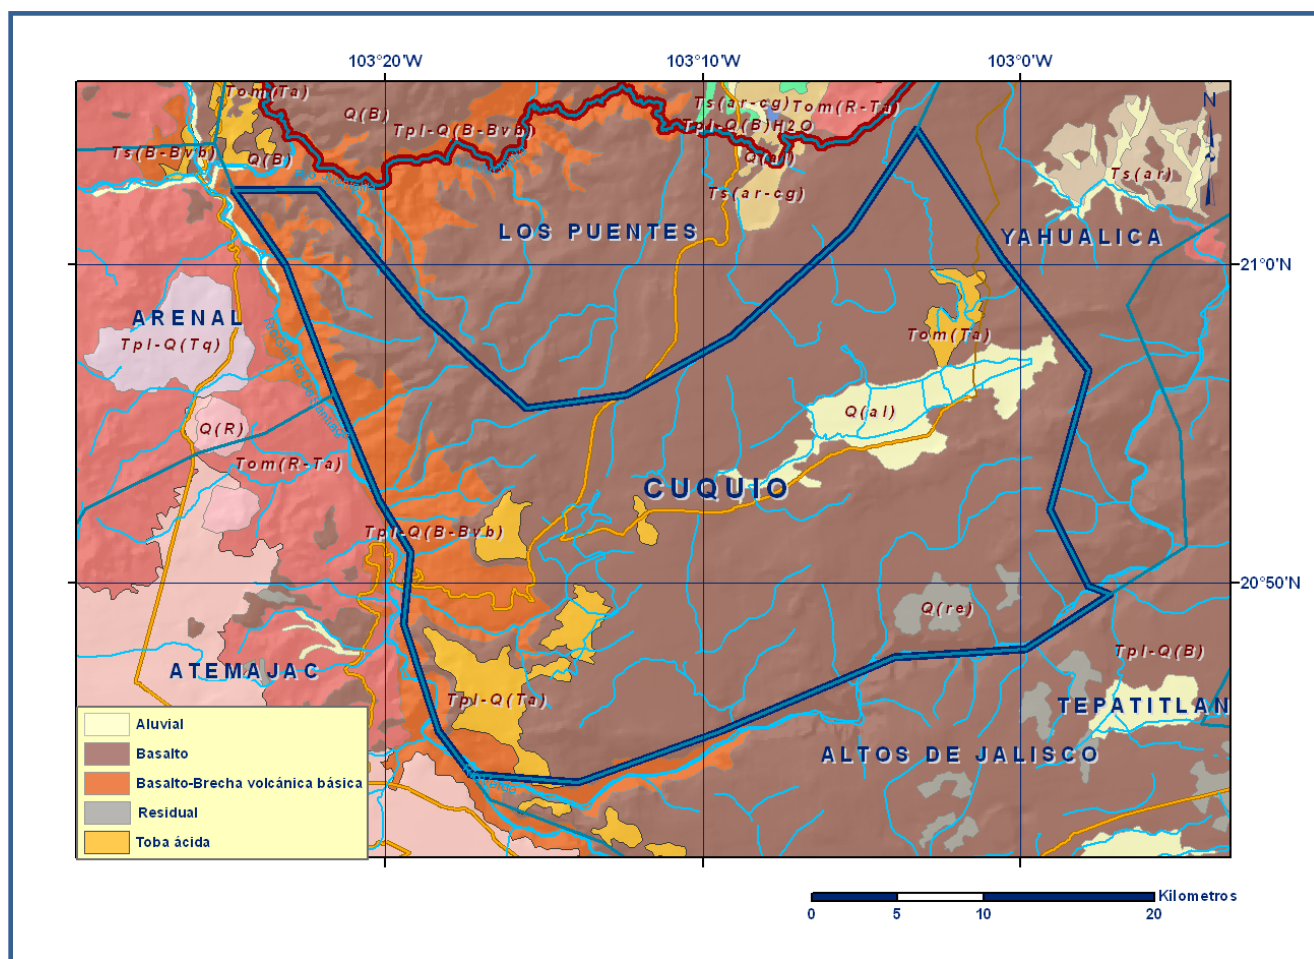 103°20'W
103°10'W
103°0'W
Tom(Ta)
Q(B)
Tpl-Q(B-Bvb)
Ts(ar-cg)
Tom(R-Ta)
Tpl-Q(B)H2O
N
Ts(B-Bvb)
Q(B)
Q(al)
Ts(ar)
Ts(ar-cg)
LOS PUENTES
YAHUALICA
21°0'N
ARENAL
Tpl-Q(Tq)
Tom(Ta)
Q(al)
Q(R)
Tom(R-Ta)
CUQUIO
Tpl-Q(B-Bvb)
20°50'N
Q(re)
Tpl-Q(B)
ATEMAJAC
Tpl-Q(Ta)
TEPATITLAN
ALTOS DE JALISCO
Aluvial
Basalto
Basalto-Brecha volcánica básica
Residual
Toba ácida
Kilometros
0
5
10
20